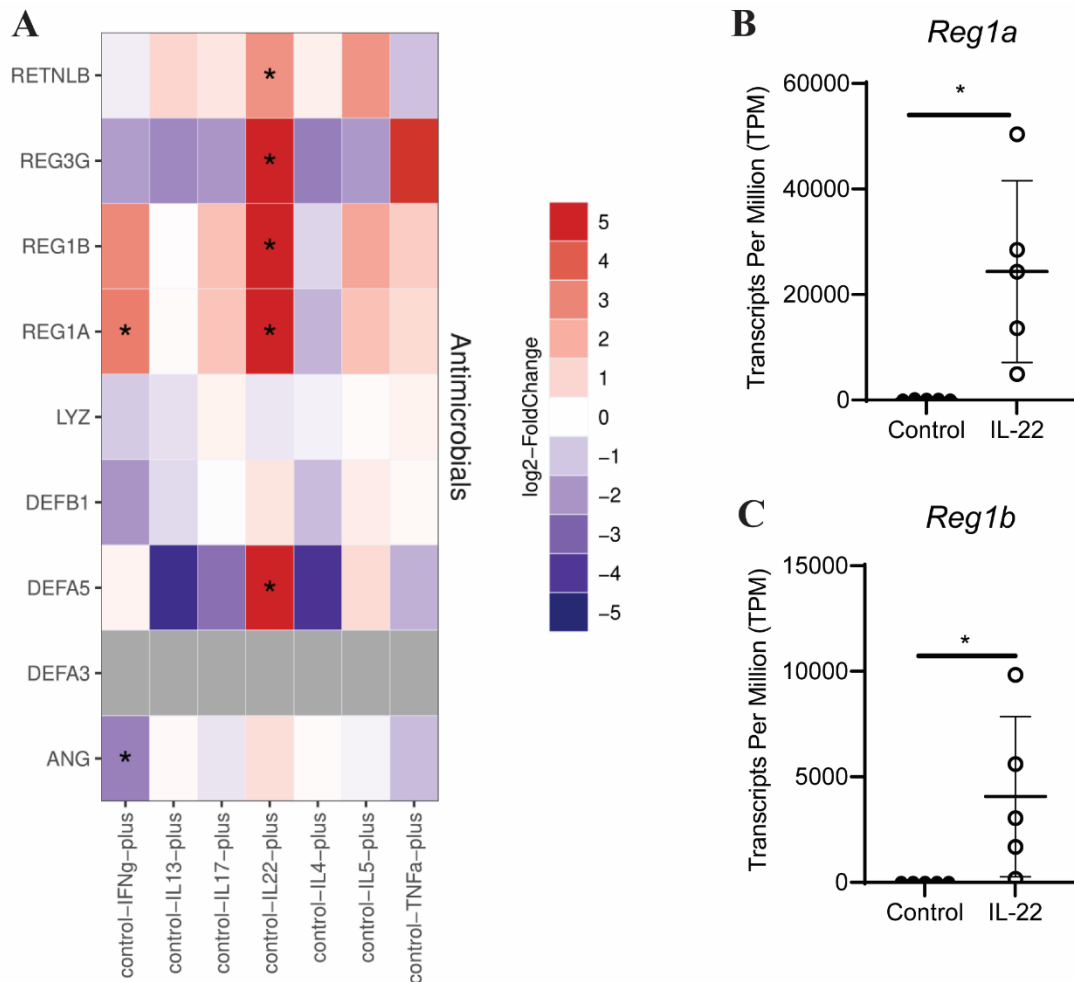 A
RETNLB
REG3G
REG1B
REG1A
LYZ
DEFB1
DEFA5
DEFA3
ANG
*
*
*
* *
*
*
control-IFNg-plus
control-IL13-plus
control-IL17-plus
control-IL22-plus
control-IL4-plus
control-IL5-plus
control-TNFa-plus
Antimicrobials
log2-FoldChange
5
4
3
2
1
0
-1
-2
-3
-4
-5
B
Reg1a
*
Transcripts Per Million (TPM)
60000
40000
20000
0
Control IL-22
C
Reg1b
*
Transcripts Per Million (TPM)
15000
10000
5000
0
Control IL-22